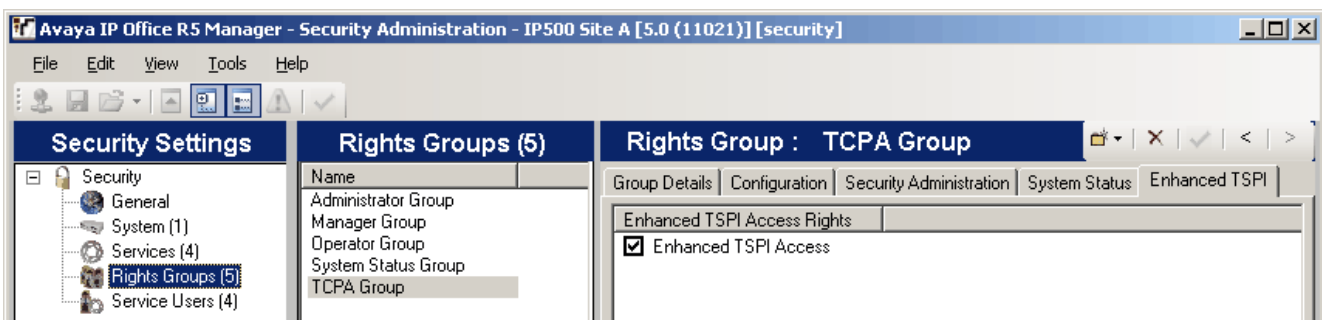 Avaya IP Office R5 Manager - Security Administration - IP500 Site A [5.0 (11021)] [security]
File Edit View Tools Help
Security Settings
Security
General
System (1)
Services (4)
Rights Groups (5)
Service Users (4)
Rights Groups (5)
Name
Administrator Group
Manager Group
Operator Group
System Status Group
TCPA Group
Rights Group : TCPA Group
Group Details Configuration Security Administration System Status Enhanced TSPI
Enhanced TSPI Access Rights
Enhanced TSPI Access